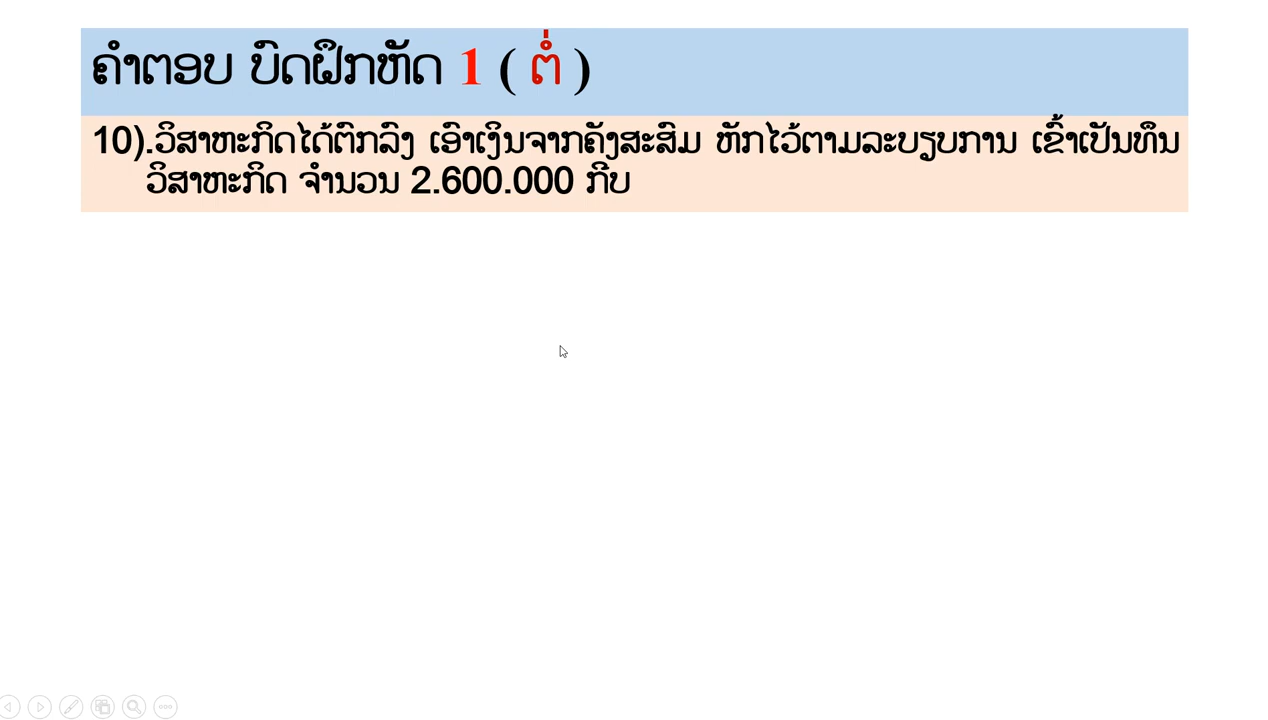 ຄຳຕອບ ບົດຝຶກຫັດ 1 ( ຕໍ່ )
10).ວິສາຫະກິດໄດ້ຕົກລົງ ເອົາເງິນຈາກຄັງສະສົມ ຫັກໄວ້ຕາມລະບຽບການ ເຂົ້າເປັນທຶນ
ວິສາຫະກິດ ຈຳນວນ 2.600.000 ກີບ